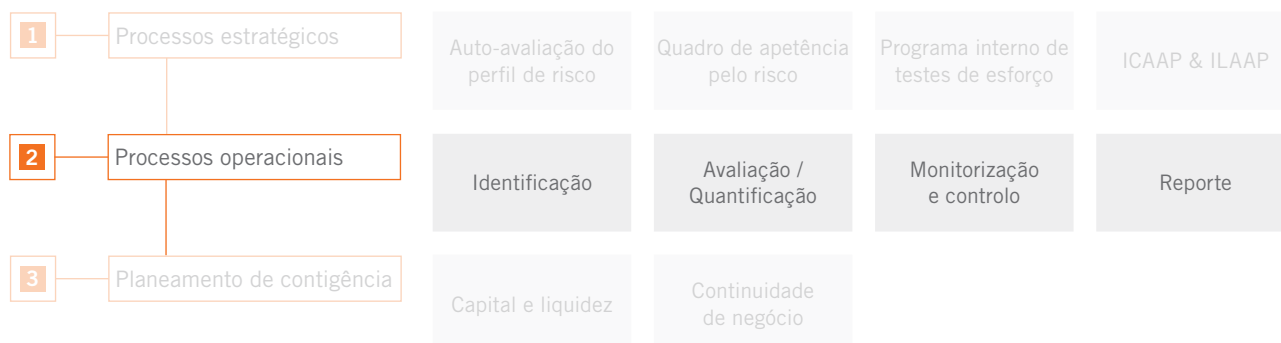 1
Processos estratégicos
Auto-avaliação do
perfil de risco
Quadro de apetência
pelo risco
Programa interno de
testes de esforço
ICAAP & ILAAP
2
Processos operacionais
Identificação
Avaliação /
Quantificação
Monitorização
e controlo
Reporte
3
Planeamento de contigência
Capital e liquidez
Continuidade
de negócio